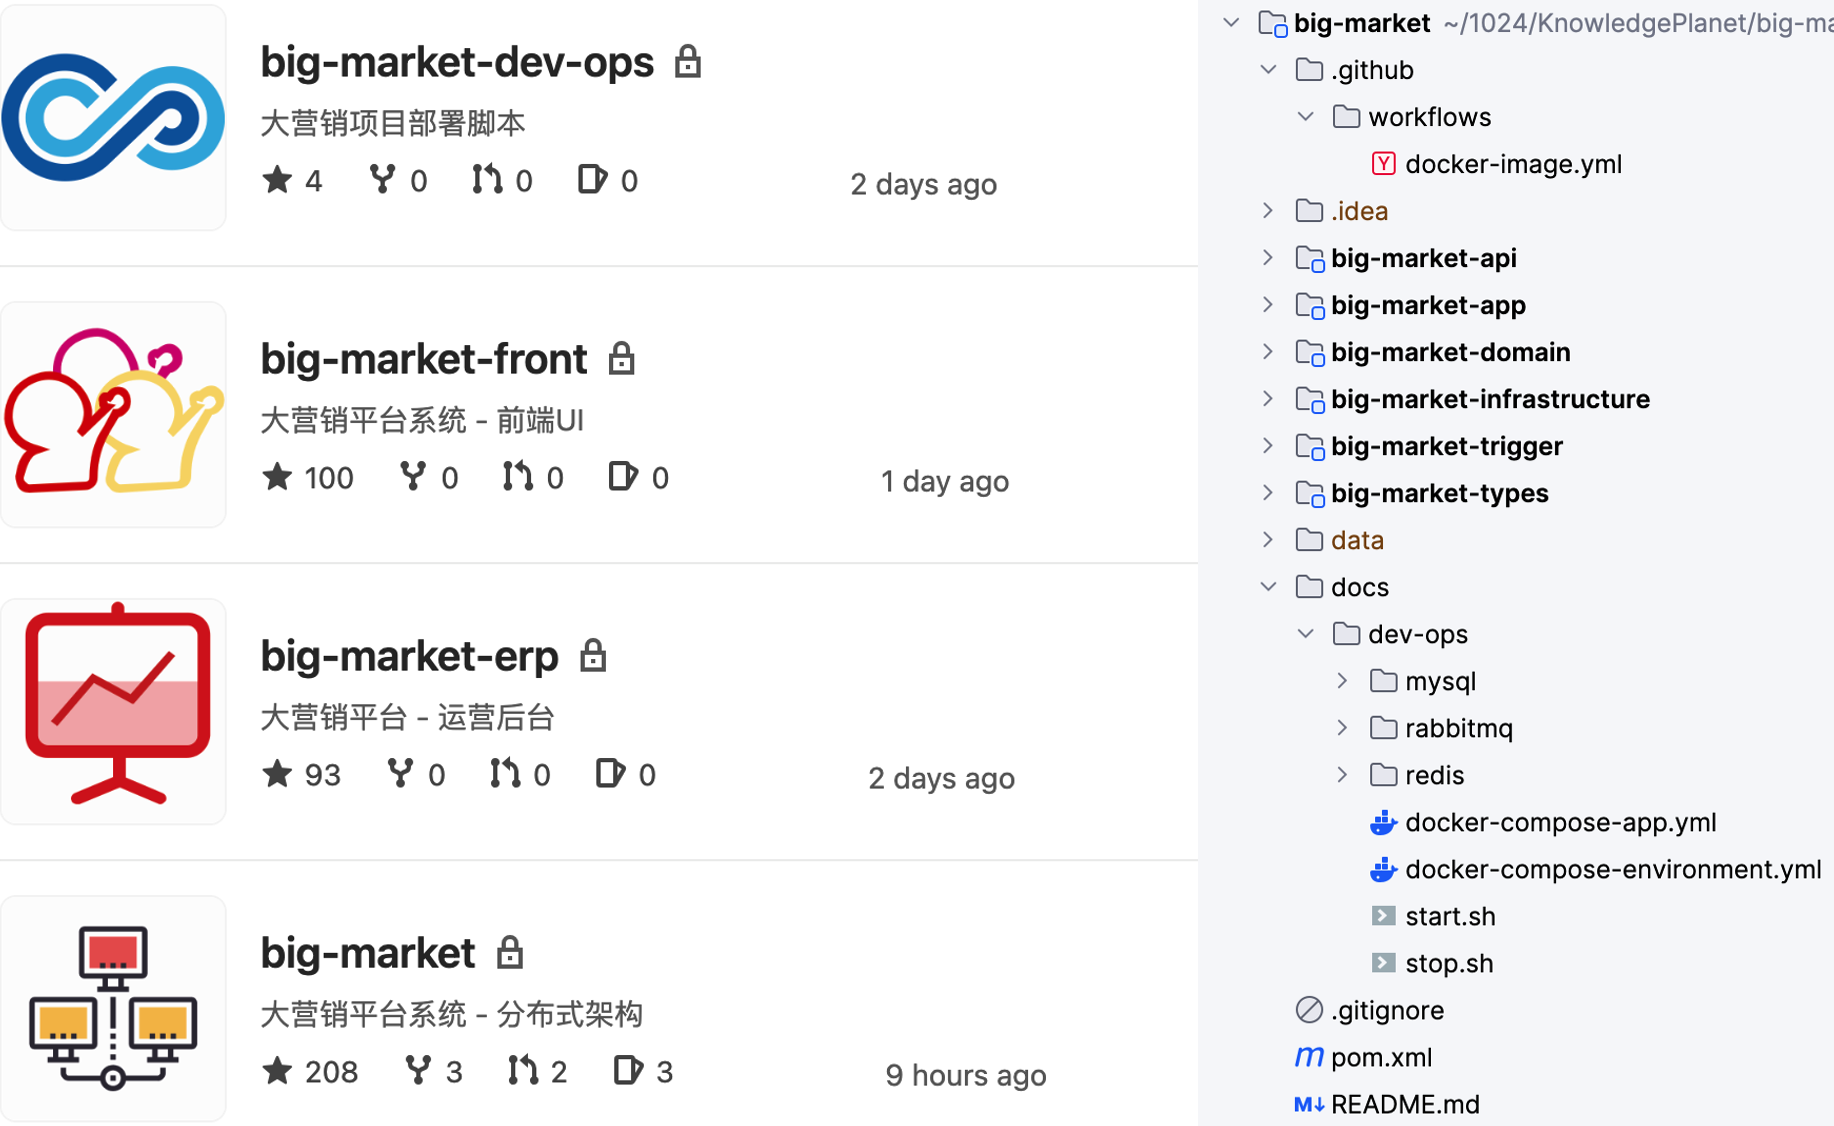 big-market-dev-ops
大营销项目部署脚本
4 0 0 0 2 days ago
big-market-front
大营销平台系统 - 前端UI
100 0 0 0 1 day ago
big-market-erp
大营销平台 - 运营后台
93 0 0 0 2 days ago
big-market
大营销平台系统 - 分布式架构
208 3 2 3 9 hours ago
big-market ~/1024/KnowledgePlanet/big-ma
.github
workflows
Y docker-image.yml
.idea
big-market-api
big-market-app
big-market-domain
big-market-infrastructure
big-market-trigger
big-market-types
data
docs
dev-ops
mysql
rabbitmq
redis
docker-compose-app.yml
docker-compose-environment.yml
start.sh
stop.sh
.gitignore
m pom.xml
M↓ README.md